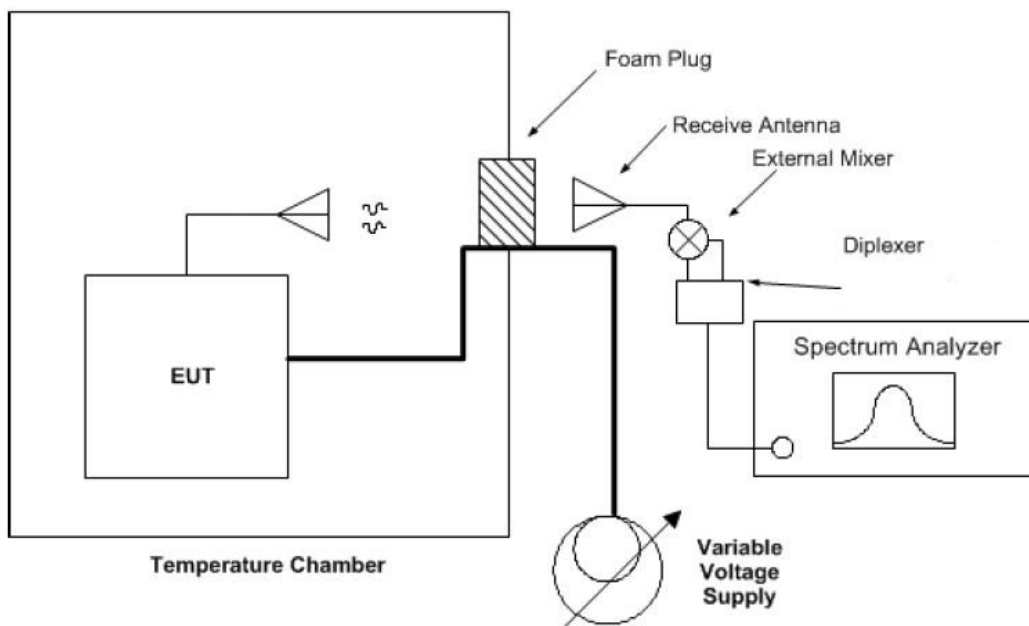 Foam Plug
Receive Antenna
External Mixer
Diplexer
Spectrum Analyzer
EUT
Temperature Chamber
Variable
Voltage
Supply